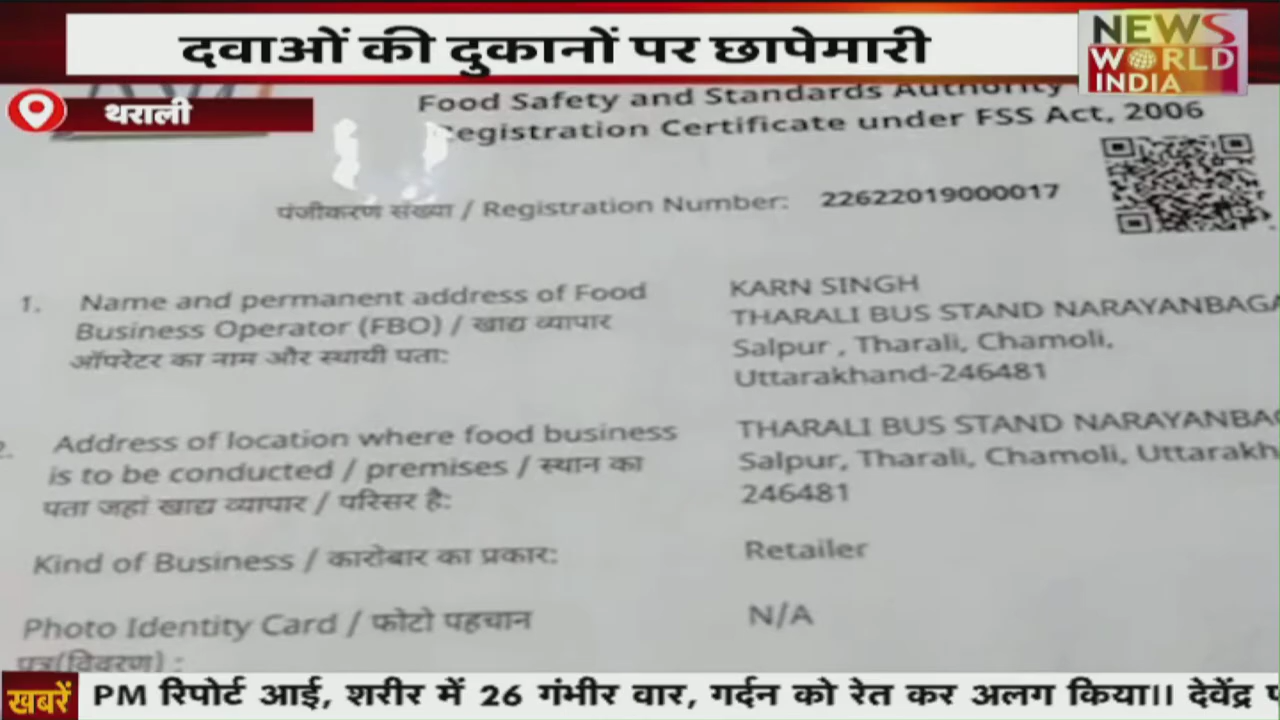 दवाओं की दुकानों पर छापेमारी
NEWS
WORLD
INDIA
थराली
Food Safety and Standards Authority
Registration Certificate under FSS Act, 2006
पंजीकरण संख्या / Registration Number: 22622019000017
1. Name and permanent address of Food
Business Operator (FBO) / खाद्य व्यापार
ऑपरेटर का नाम और स्थायी पता:
KARN SINGH
THARALI BUS STAND NARAYANBAGA
Salpur , Tharali, Chamoli,
Uttarakhand-246481
2. Address of location where food business
is to be conducted / premises / स्थान का
पता जहां खाद्य व्यापार / परिसर है:
THARALI BUS STAND NARAYANBAG
Salpur, Tharali, Chamoli, Uttarakh
246481
Kind of Business / कारोबार का प्रकार: Retailer
Photo Identity Card / फोटो पहचान
पत्र(विवरण) :
N/A
खबरें PM रिपोर्ट आई, शरीर में 26 गंभीर वार, गर्दन को रेत कर अलग किया।। देवेंद्र